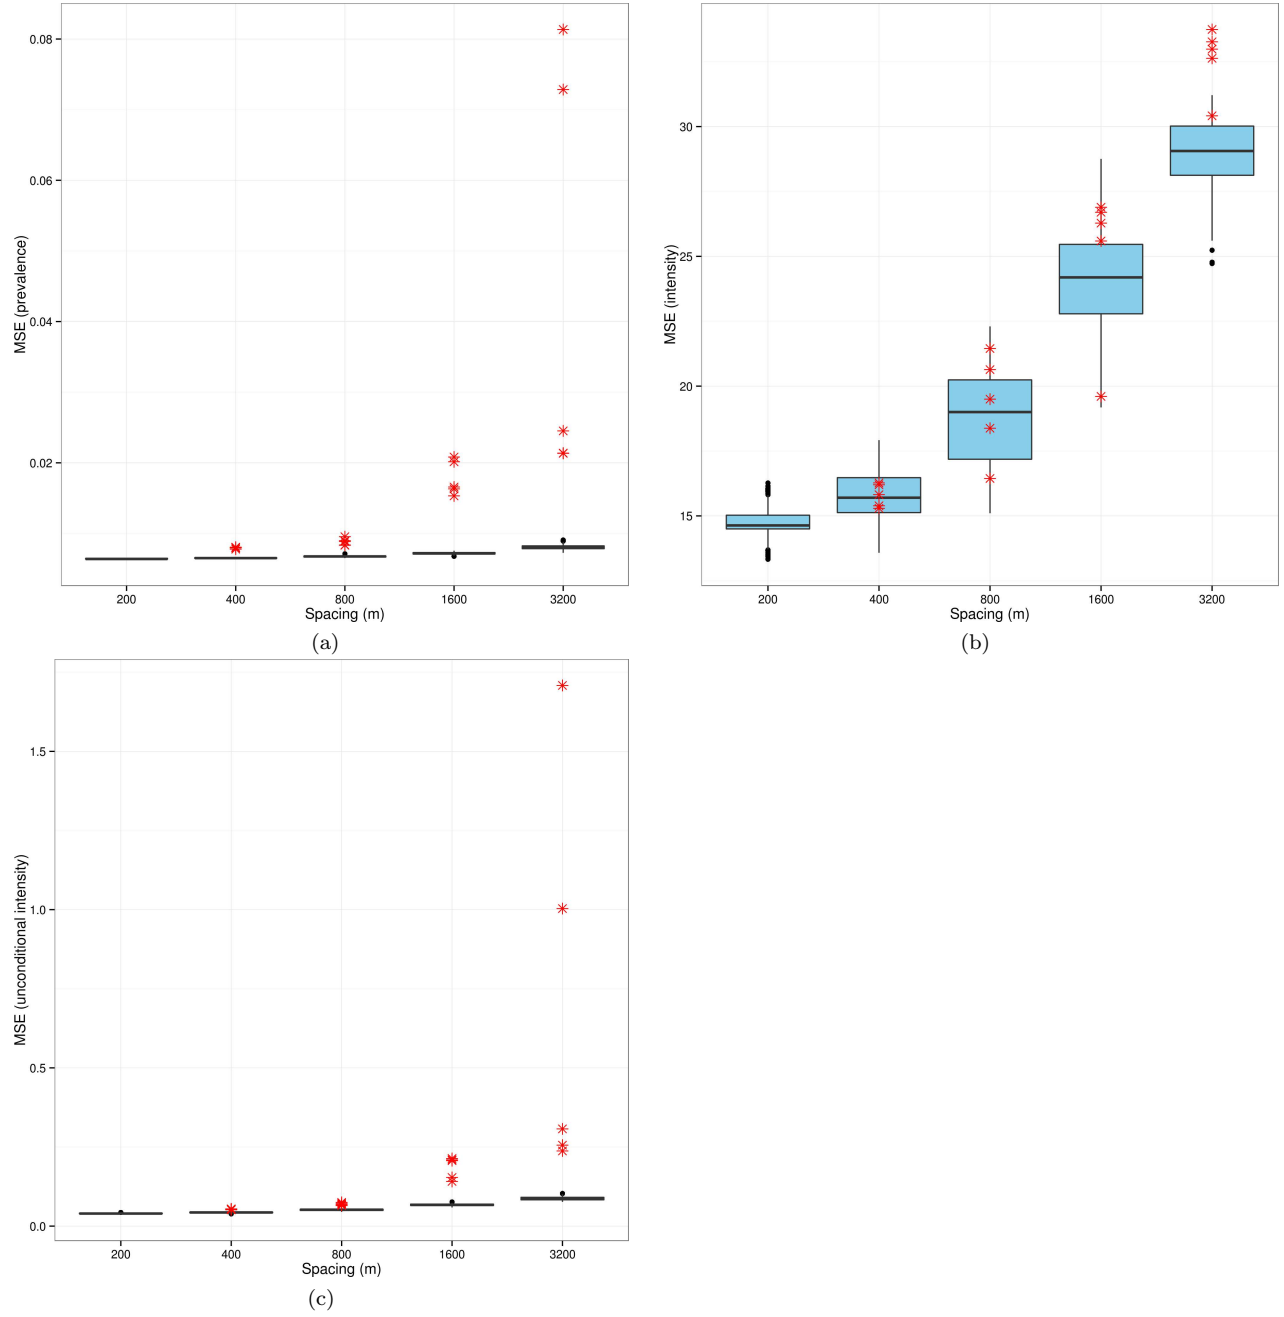 0.08
0.06
0.04
0.02
MSE (prevalence)
200 400 800 1600 3200
Spacing (m)
(a)
30
25
20
15
MSE (intensity)
200 400 800 1600 3200
Spacing (m)
(b)
1.5
1.0
0.5
0.0
MSE (unconditional intensity)
200 400 800 1600 3200
Spacing (m)
(c)